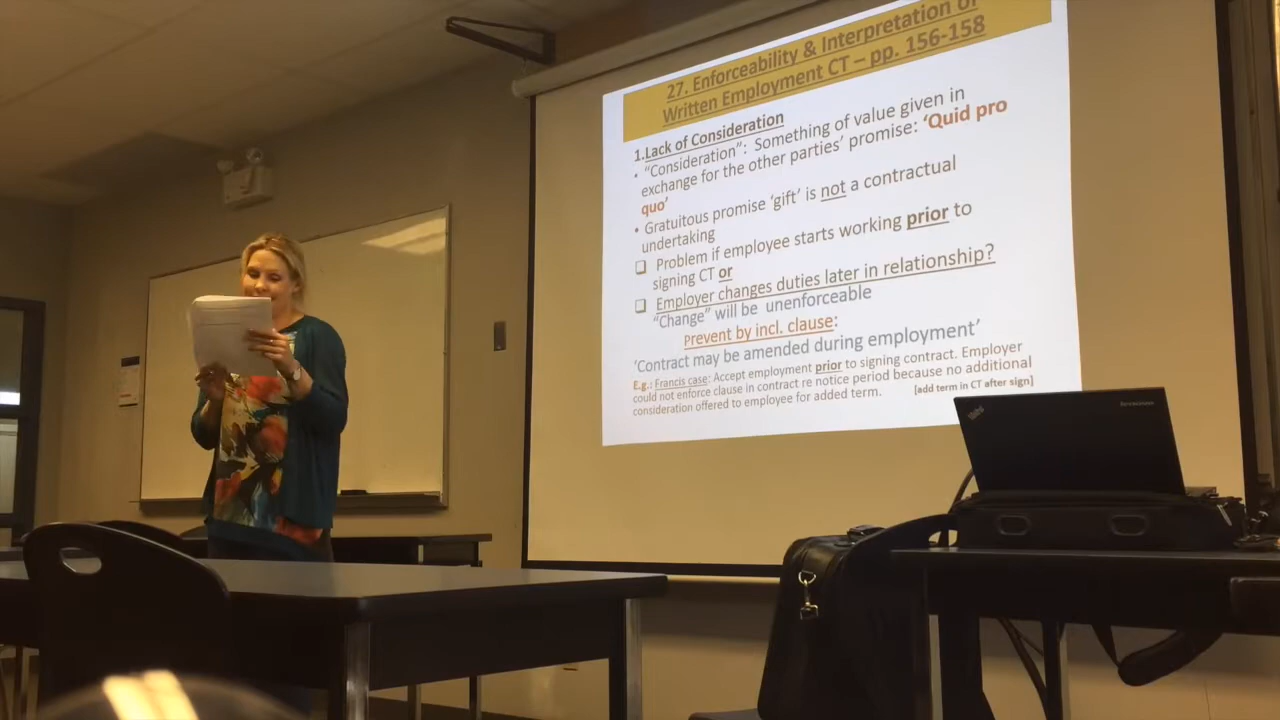 27. Enforceability & Interpretation of
Written Employment CT – pp. 156-158
1.Lack of Consideration
• "Consideration": Something of value given in
exchange for the other parties' promise: 'Quid pro
quo'
• Gratuitous promise 'gift' is not a contractual
undertaking
❑ Problem if employee starts working prior to
signing CT or
❑ Employer changes duties later in relationship?
"Change" will be unenforceable
Prevent by incl. clause:
'Contract may be amended during employment'
E.g.: Francis case: Accept employment prior to signing contract. Employer
could not enforce clause in contract re notice period because no additional
consideration offered to employee for added term. [add term in CT after sign]
lenovo